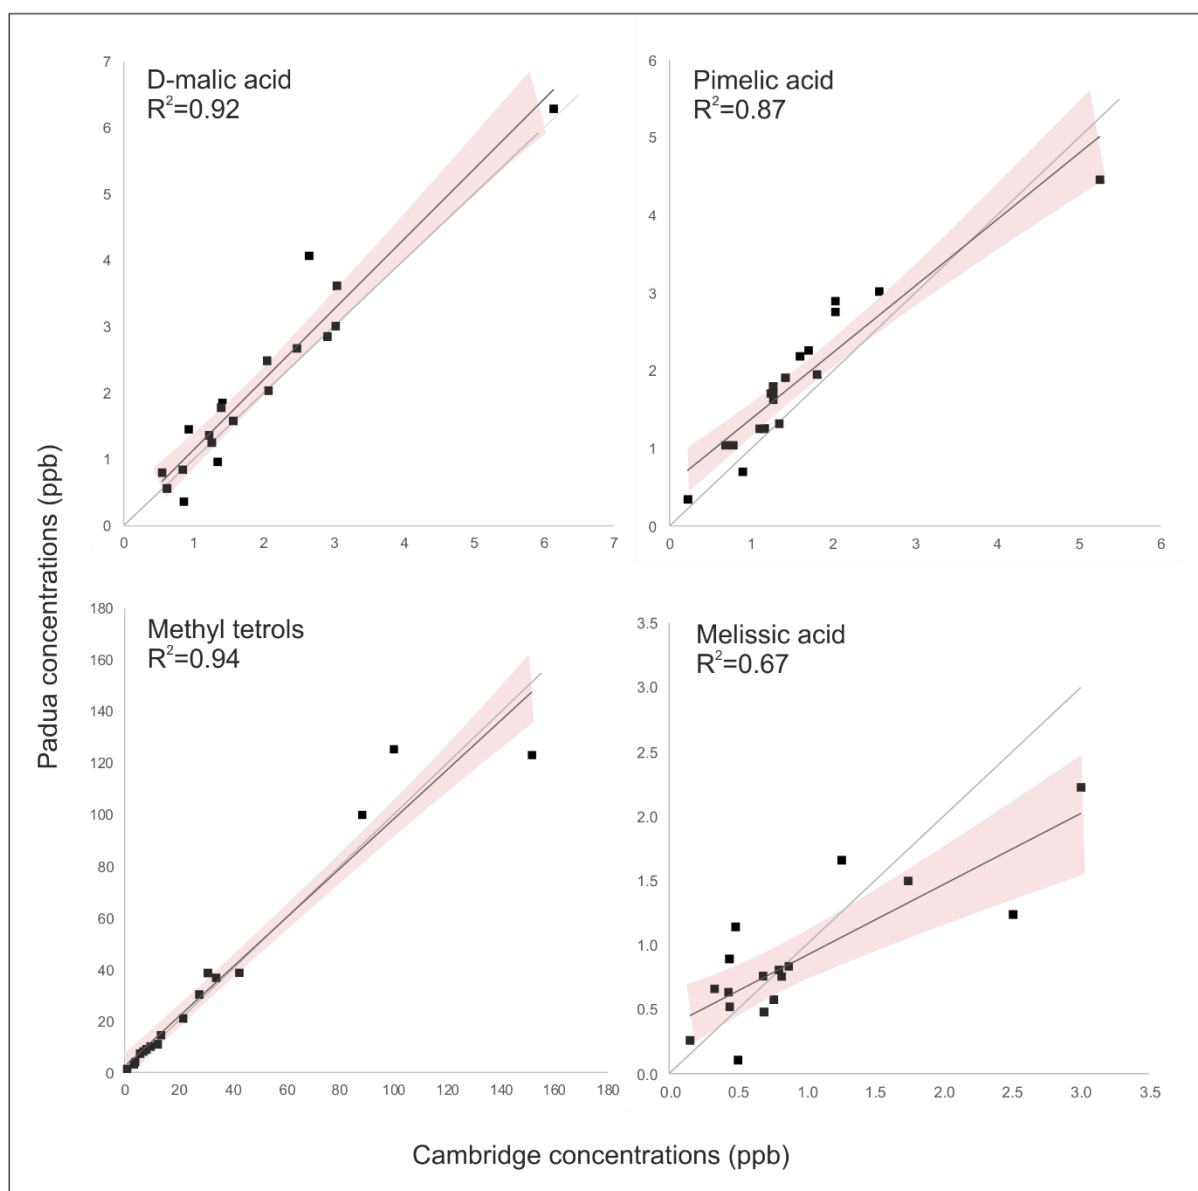 D-malic acid
R²=0.92
7
6
5
4
3
2
1
0
0 1 2 3 4 5 6 7
Pimelic acid
R²=0.87
6
5
4
3
2
1
0
0 1 2 3 4 5 6
Methyl tetrols
R²=0.94
180
160
140
120
100
80
60
40
20
0
0 20 40 60 80 100 120 140 160 180
Melissic acid
R²=0.67
3.5
3.0
2.5
2.0
1.5
1.0
0.5
0.0
0.0 0.5 1.0 1.5 2.0 2.5 3.0 3.5
Padua concentrations (ppb)
Cambridge concentrations (ppb)